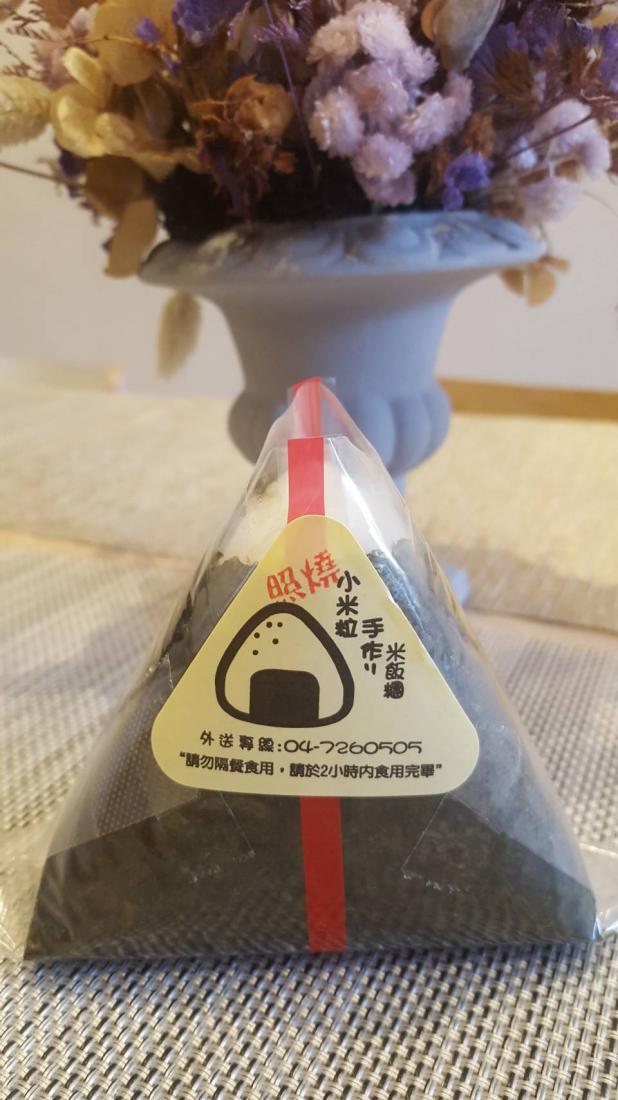 照燒
小米粒
手作り
米飯糰
外送專線:04-7260505
“請勿隔餐食用，請於2小時內食用完畢”